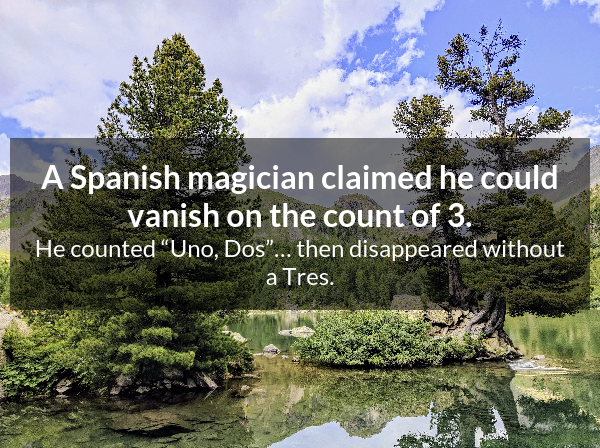 A Spanish magician claimed he could
vanish on the count of 3.
He counted “Uno, Dos”… then disappeared without
a Tres.